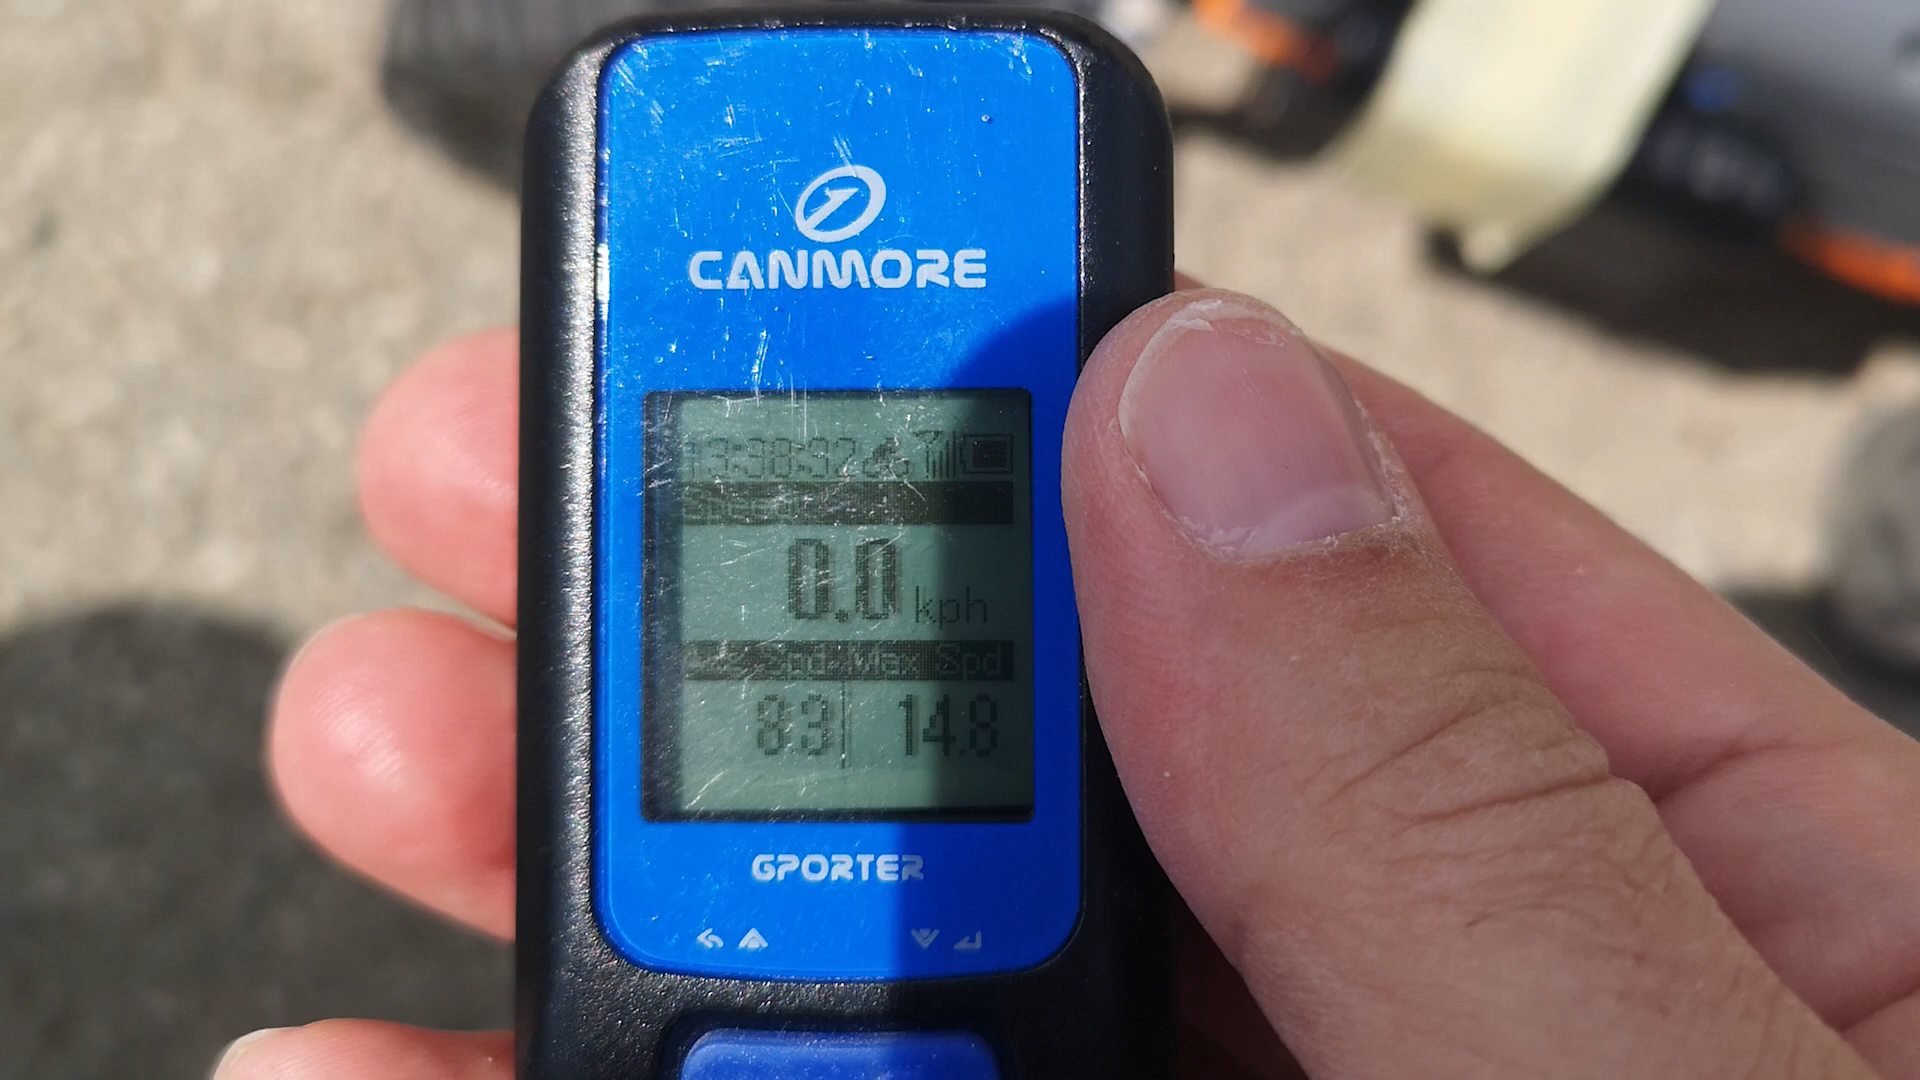 CANMORE
13:38:32
Speed
0.0 kph
Avg Spd Max Spd
8.3 14.8
GPORTER